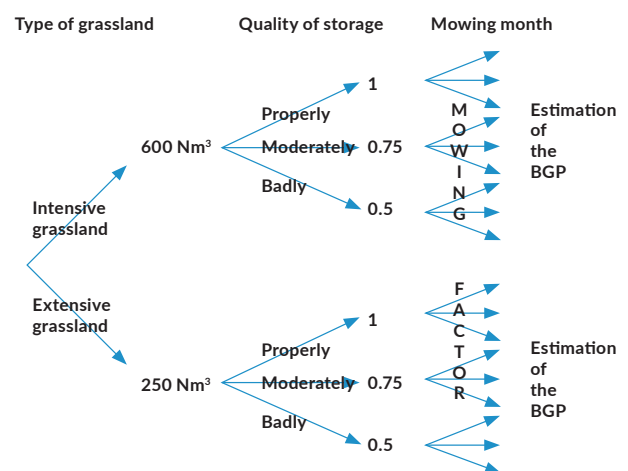 Type of grassland Quality of storage Mowing month
1
Properly
600 Nm³ Moderately 0.75
Badly
0.5
MOWING
Estimation
of
the
BGP
Intensive
grassland
Extensive
grassland
1
Properly
250 Nm³ Moderately 0.75
Badly
0.5
FACTOR
Estimation
of
the
BGP